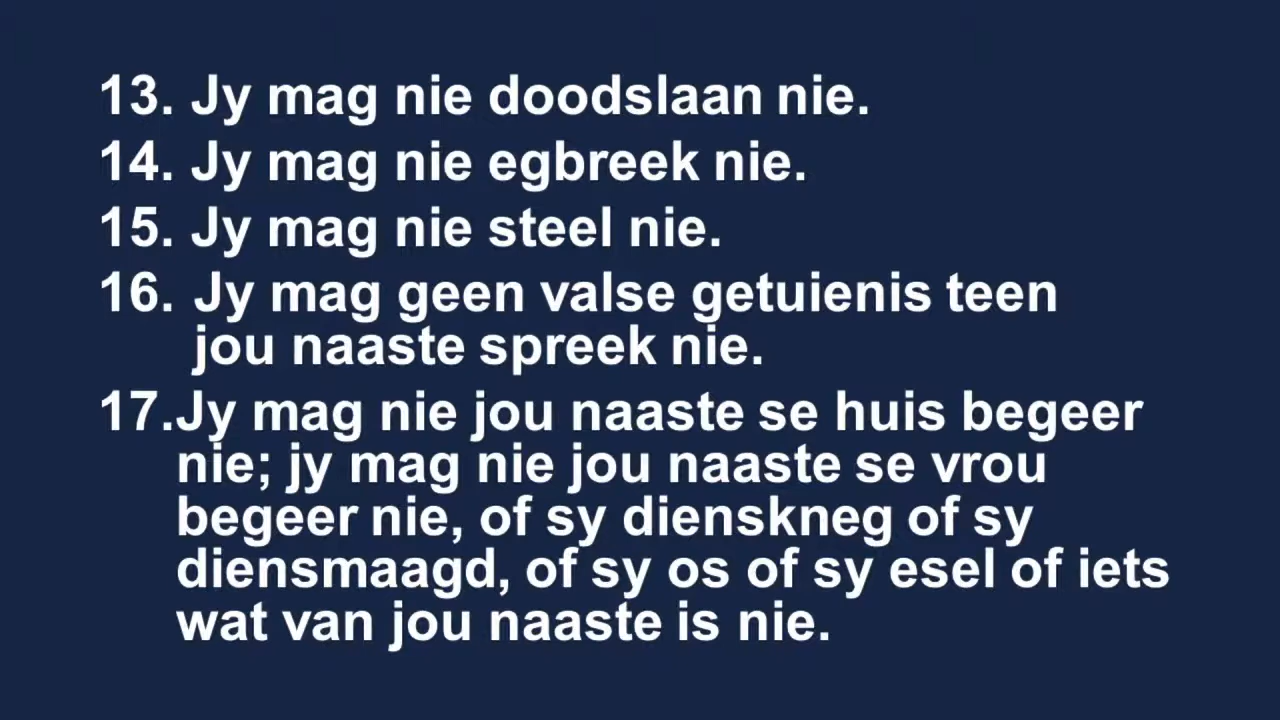 13. Jy mag nie doodslaan nie.
14. Jy mag nie egbreek nie.
15. Jy mag nie steel nie.
16. Jy mag geen valse getuienis teen
jou naaste spreek nie.
17.Jy mag nie jou naaste se huis begeer
nie; jy mag nie jou naaste se vrou
begeer nie, of sy dienskneg of sy
diensmaagd, of sy os of sy esel of iets
wat van jou naaste is nie.